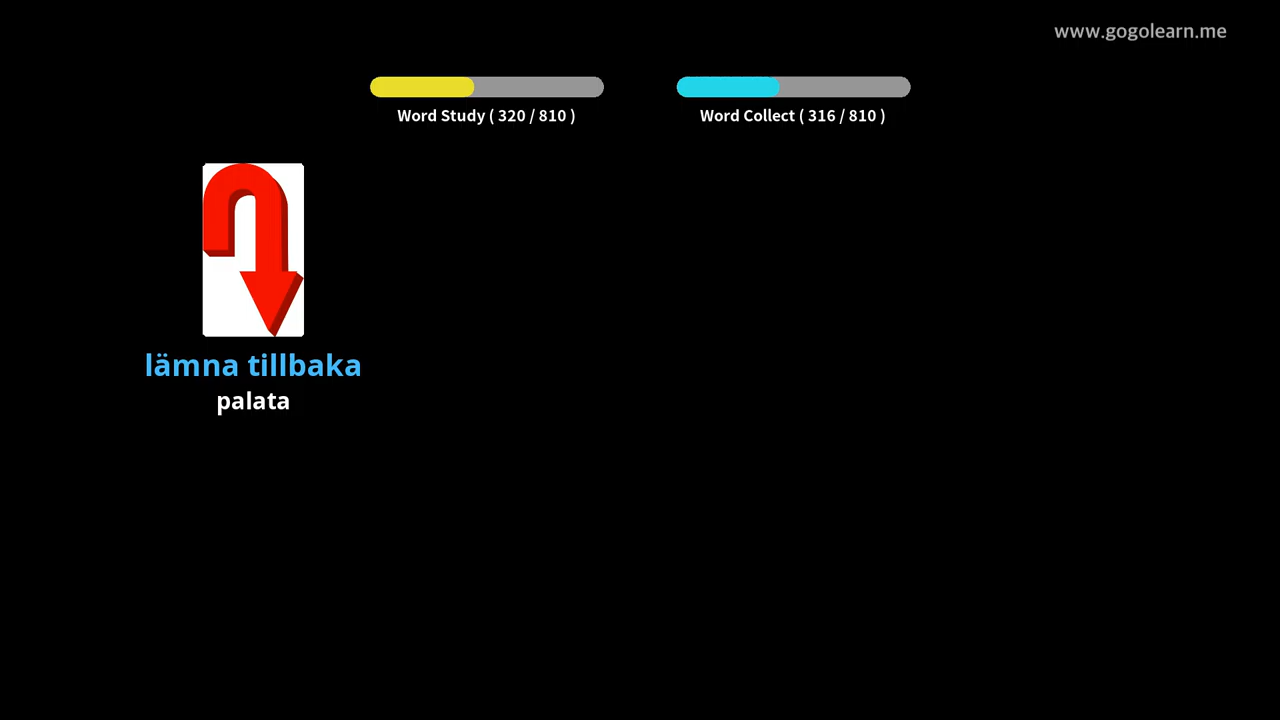 www.gogolearn.me
Word Study ( 320 / 810 )
Word Collect ( 316 / 810 )
lämna tillbaka
palata